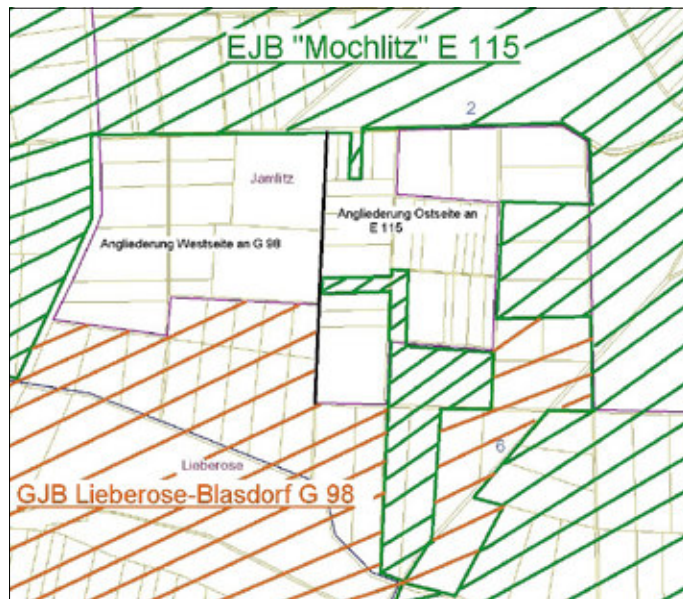 EJB "Mochlitz" E 115
2
Jamlitz
Angliederung Ostseite an
E 115
Angliederung Westseite an G 98
6
Lieberose
GJB Lieberose-Blasdorf G 98